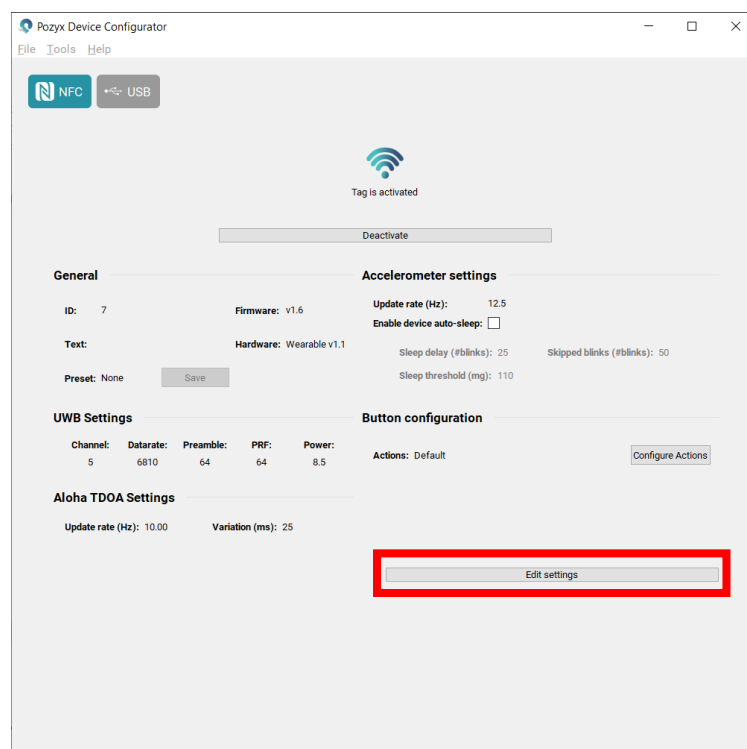 Pozyx Device Configurator
File Tools Help
NFC USB
Tag is activated
Deactivate
General
ID: 7 Firmware: v1.6
Text: Hardware: Wearable v1.1
Preset: None Save
Accelerometer settings
Update rate (Hz): 12.5
Enable device auto-sleep:
Sleep delay (#blinks): 25 Skipped blinks (#blinks): 50
Sleep threshold (mg): 110
UWB Settings
Channel: Datarate: Preamble: PRF: Power:
5 6810 64 64 8.5
Button configuration
Actions: Default Configure Actions
Aloha TDOA Settings
Update rate (Hz): 10.00 Variation (ms): 25
Edit settings